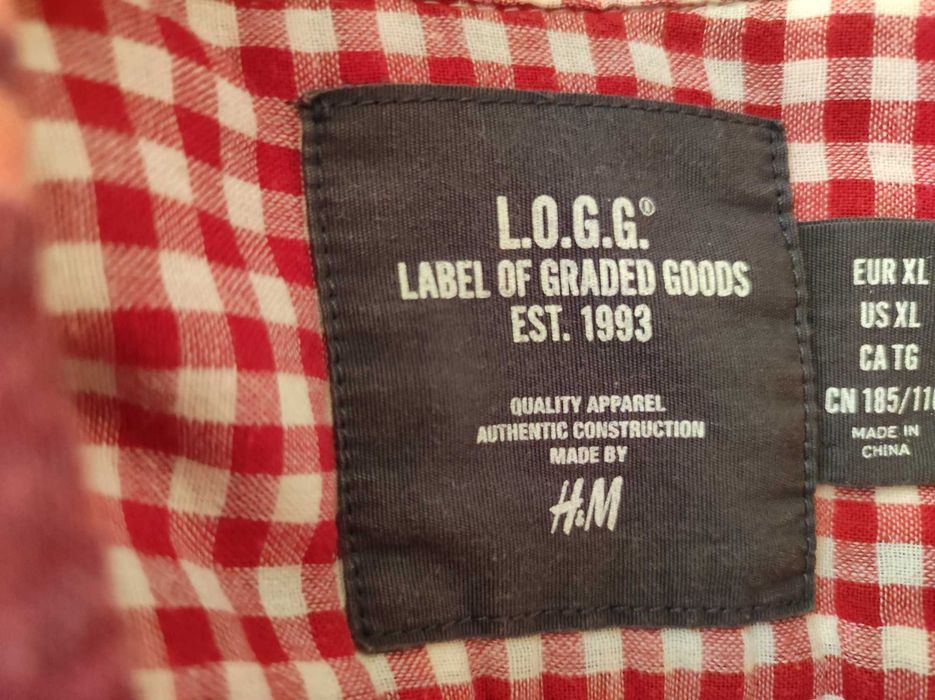 L.O.G.G.®
LABEL OF GRADED GOODS
EST. 1993
QUALITY APPAREL
AUTHENTIC CONSTRUCTION
MADE BY
H&M
EUR XL
US XL
CA TG
CN
MADE IN
CHINA